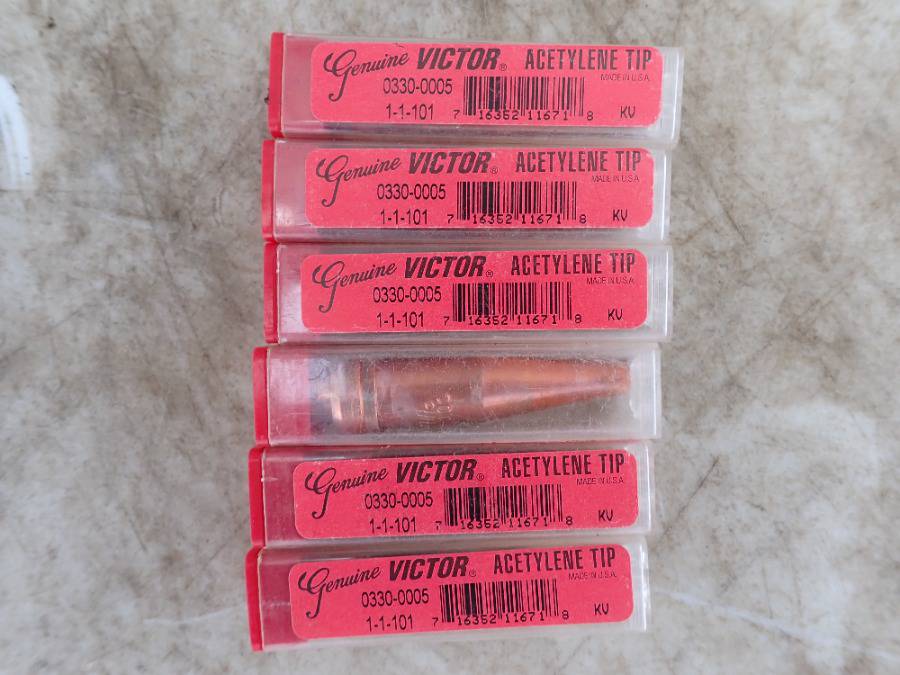 Genuine VICTOR® ACETYLENE TIP
MADE IN U.S.A.
0330-0005
1-1-101 7 16352 11671 8 KV
Genuine VICTOR® ACETYLENE TIP
MADE IN U.S.A.
0330-0005
1-1-101 7 16352 11671 8 KV
Genuine VICTOR® ACETYLENE TIP
MADE IN U.S.A.
0330-0005
1-1-101 7 16352 11671 8 KV
Genuine VICTOR® ACETYLENE TIP
MADE IN U.S.A.
0330-0005
1-1-101 7 16352 11671 8 KV
Genuine VICTOR® ACETYLENE TIP
MADE IN U.S.A.
0330-0005
1-1-101 7 16352 11671 8 KV